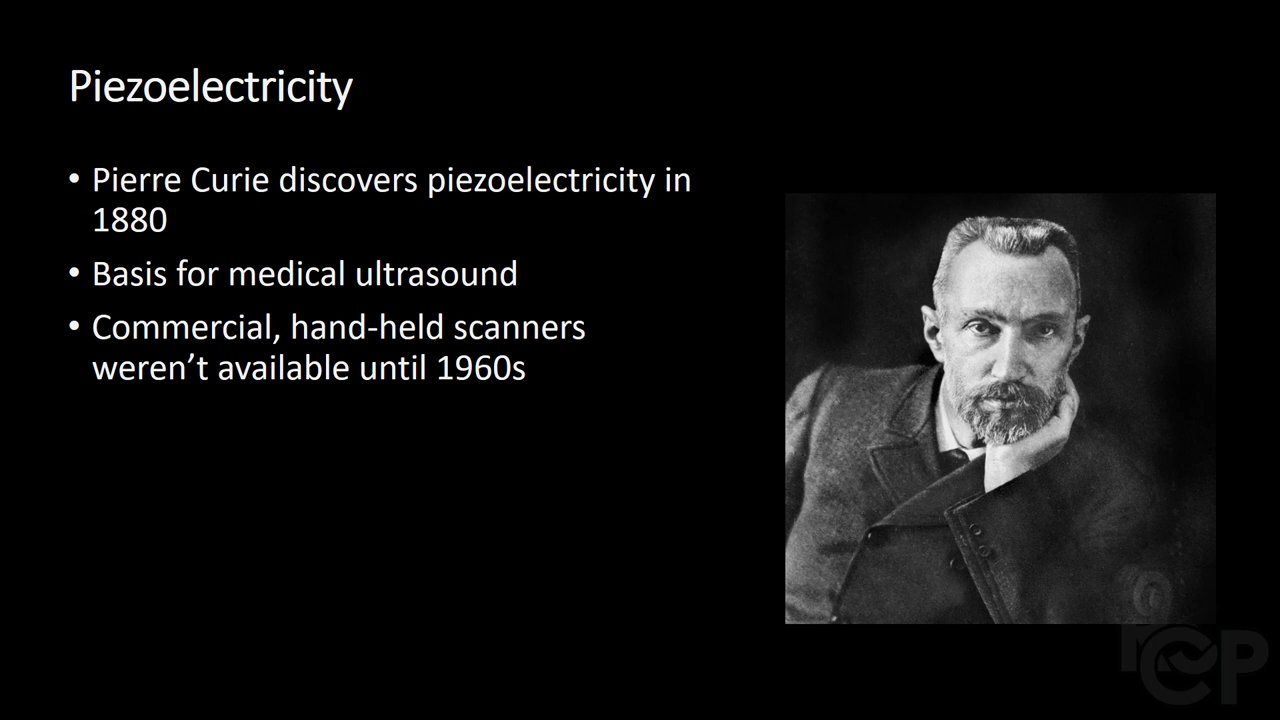 Piezoelectricity
• Pierre Curie discovers piezoelectricity in
1880
• Basis for medical ultrasound
• Commercial, hand-held scanners
weren’t available until 1960s
CP